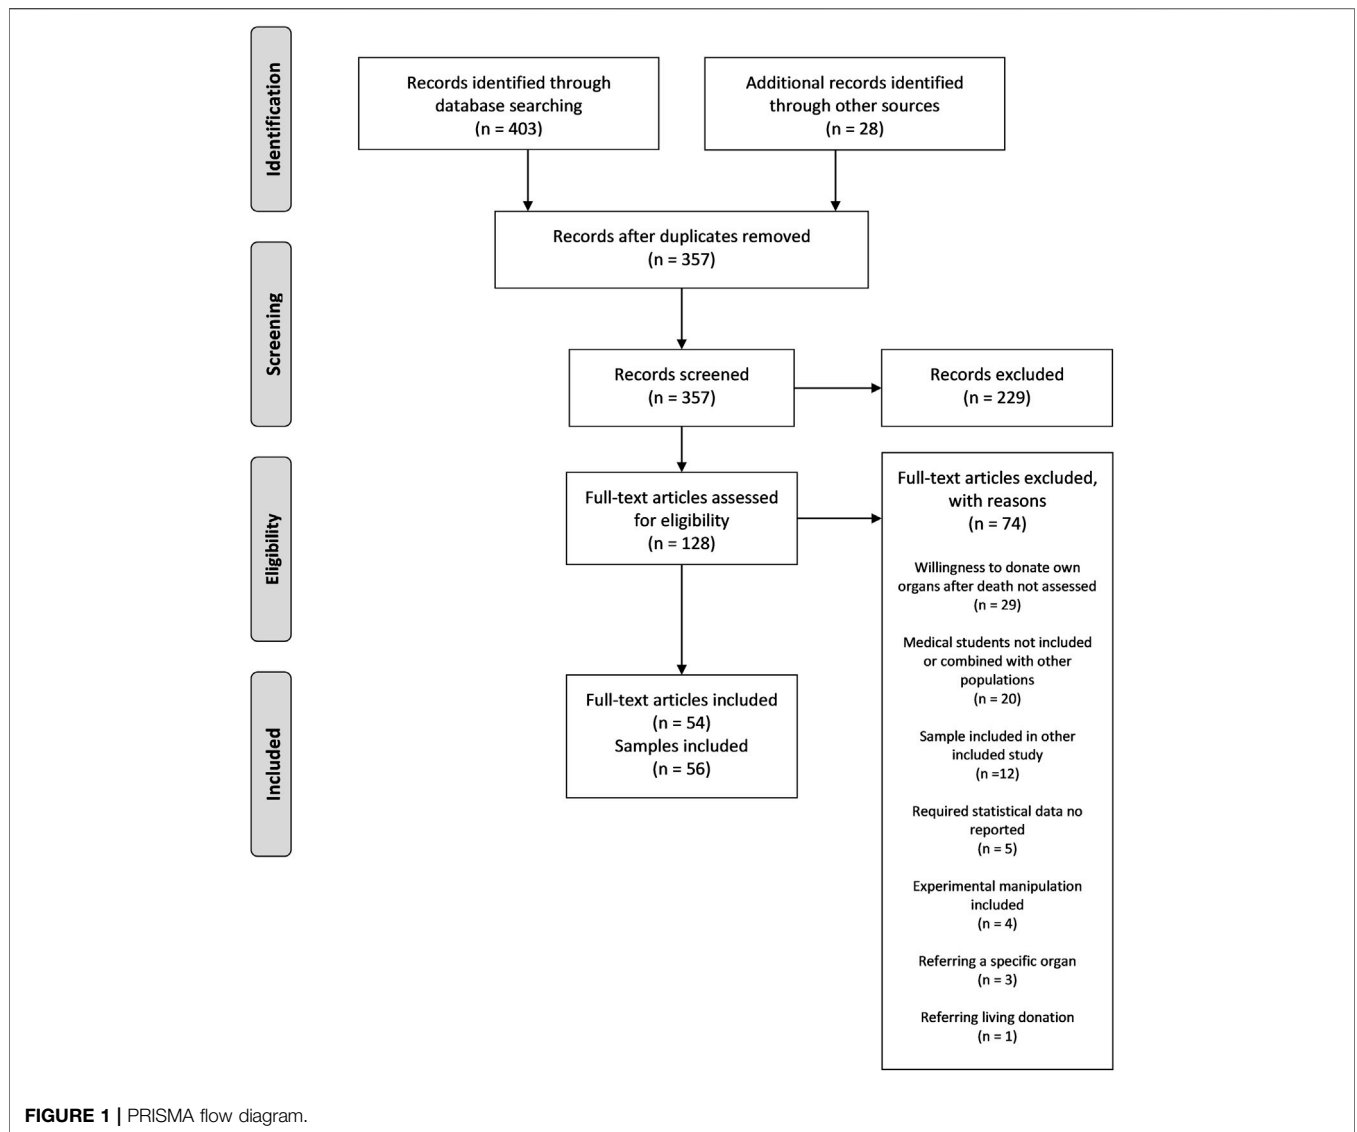 Identification
Records identified through
database searching
(n = 403)
Additional records identified
through other sources
(n = 28)
Records after duplicates removed
(n = 357)
Screening
Records screened
(n = 357)
Records excluded
(n = 229)
Eligibility
Full-text articles assessed
for eligibility
(n = 128)
Full-text articles excluded,
with reasons
(n = 74)
Willingness to donate own
organs after death not assessed
(n = 29)
Medical students not included
or combined with other
populations
(n = 20)
Sample included in other
included study
(n =12)
Required statistical data no
reported
(n = 5)
Experimental manipulation
included
(n = 4)
Referring a specific organ
(n = 3)
Referring living donation
(n = 1)
Included
Full-text articles included
(n = 54)
Samples included
(n = 56)
FIGURE 1 | PRISMA flow diagram.